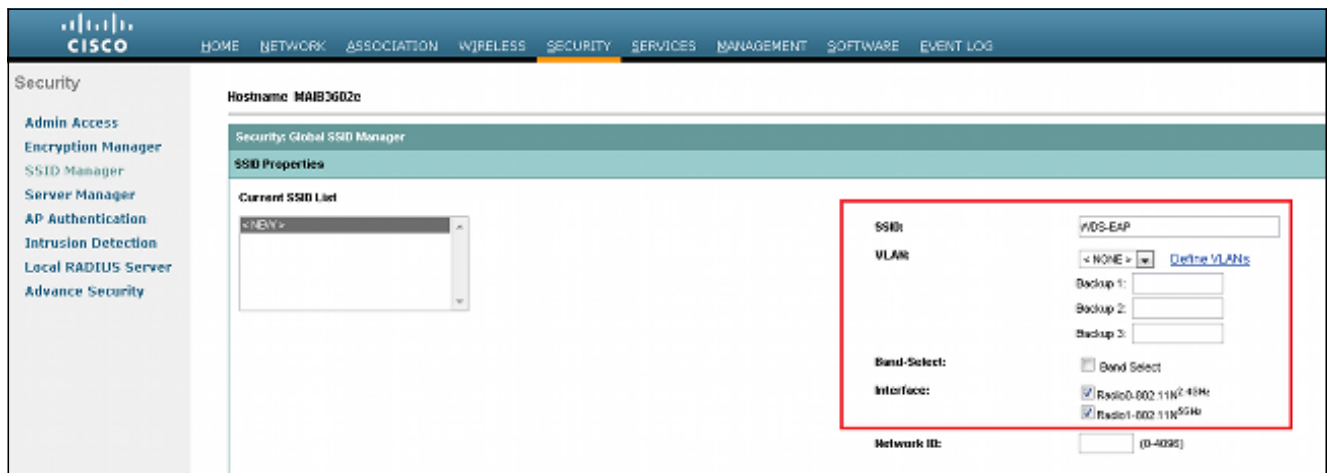 CISCO
HOME NETWORK ASSOCIATION WIRELESS SECURITY SERVICES MANAGEMENT SOFTWARE EVENT LOG
Security
Admin Access
Encryption Manager
SSID Manager
Server Manager
AP Authentication
Intrusion Detection
Local RADIUS Server
Advance Security
Hostname MAIB3602e
Security: Global SSID Manager
SSID Properties
Current SSID List
< NEW >
SSID: WDS-EAP
VLAN: < NONE > Define VLANs
Backup 1:
Backup 2:
Backup 3:
Band-Select: Band Select
Interface: Radio0-802.11N2.4GHz
Radio1-802.11N5GHz
Network ID: (0-4096)